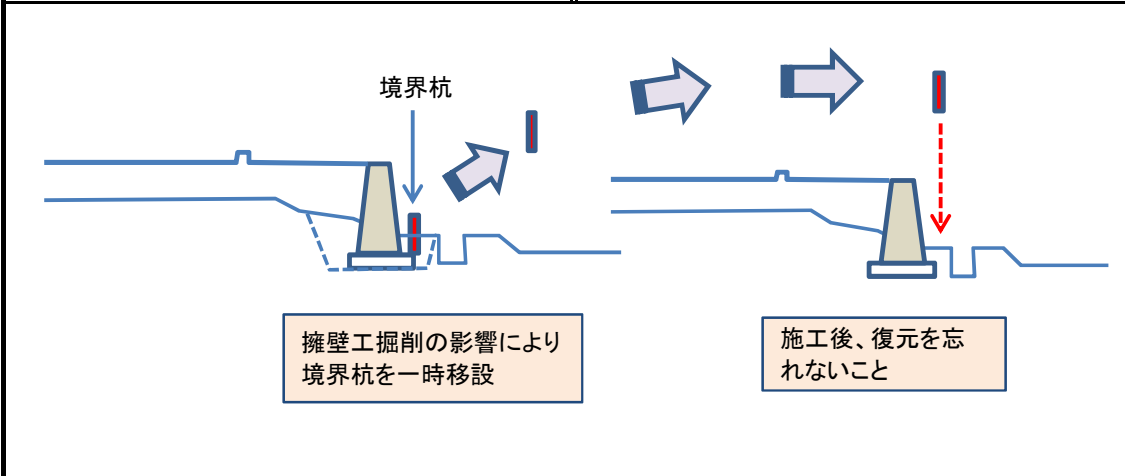 境界杭
擁壁工掘削の影響により
境界杭を一時移設
施工後、復元を忘
れないこと